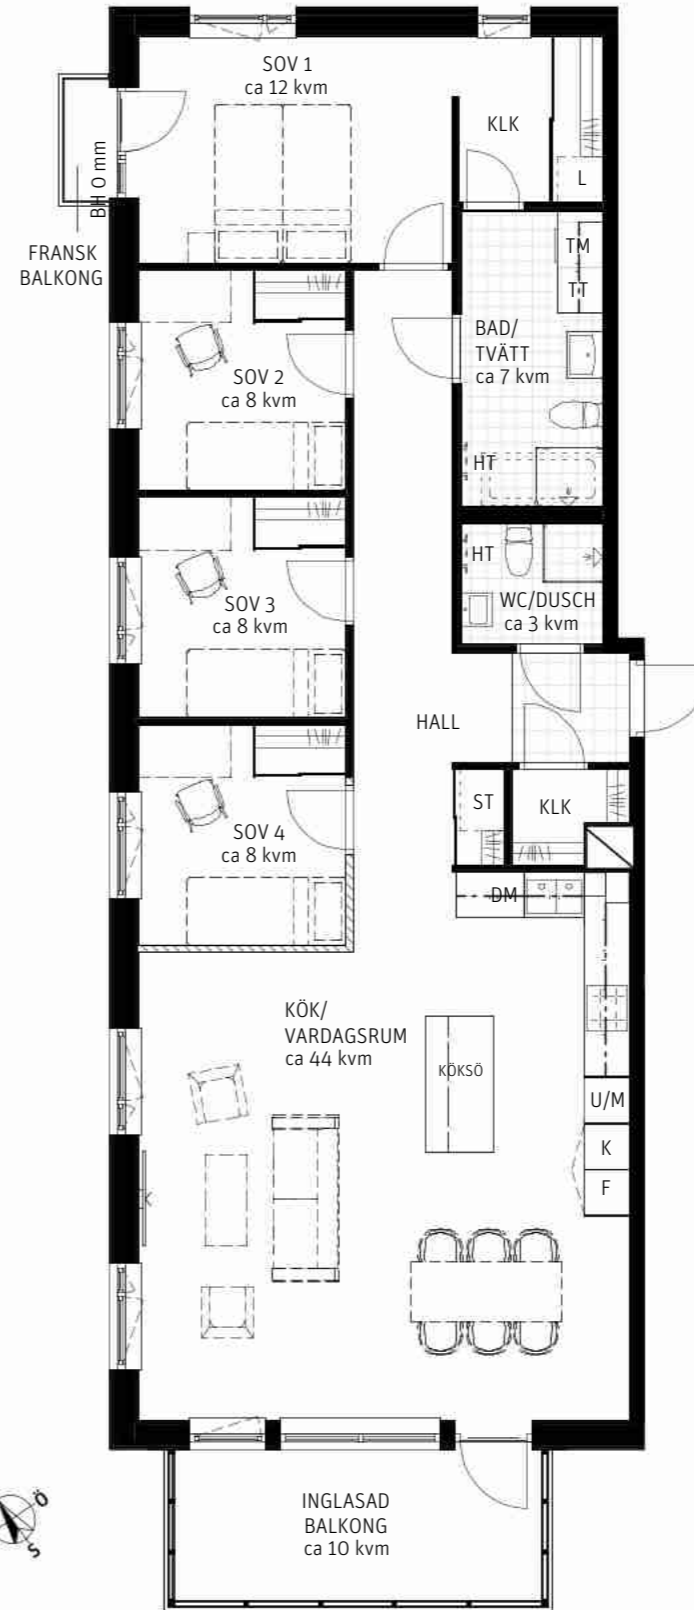 SOV 1
ca 12 kvm
KLK
L
BH 0 mm
FRANSK
BALKONG
TM
TT
BAD/
TVÄTT
ca 7 kvm
HT
SOV 2
ca 8 kvm
SOV 3
ca 8 kvm
HT
WC/DUSCH
ca 3 kvm
HALL
ST
KLK
SOV 4
ca 8 kvm
DM
KÖK/
VARDAGSRUM
ca 44 kvm
KÖKSÖ
U/M
K
F
INGLASAD
BALKONG
ca 10 kvm
Ö
S